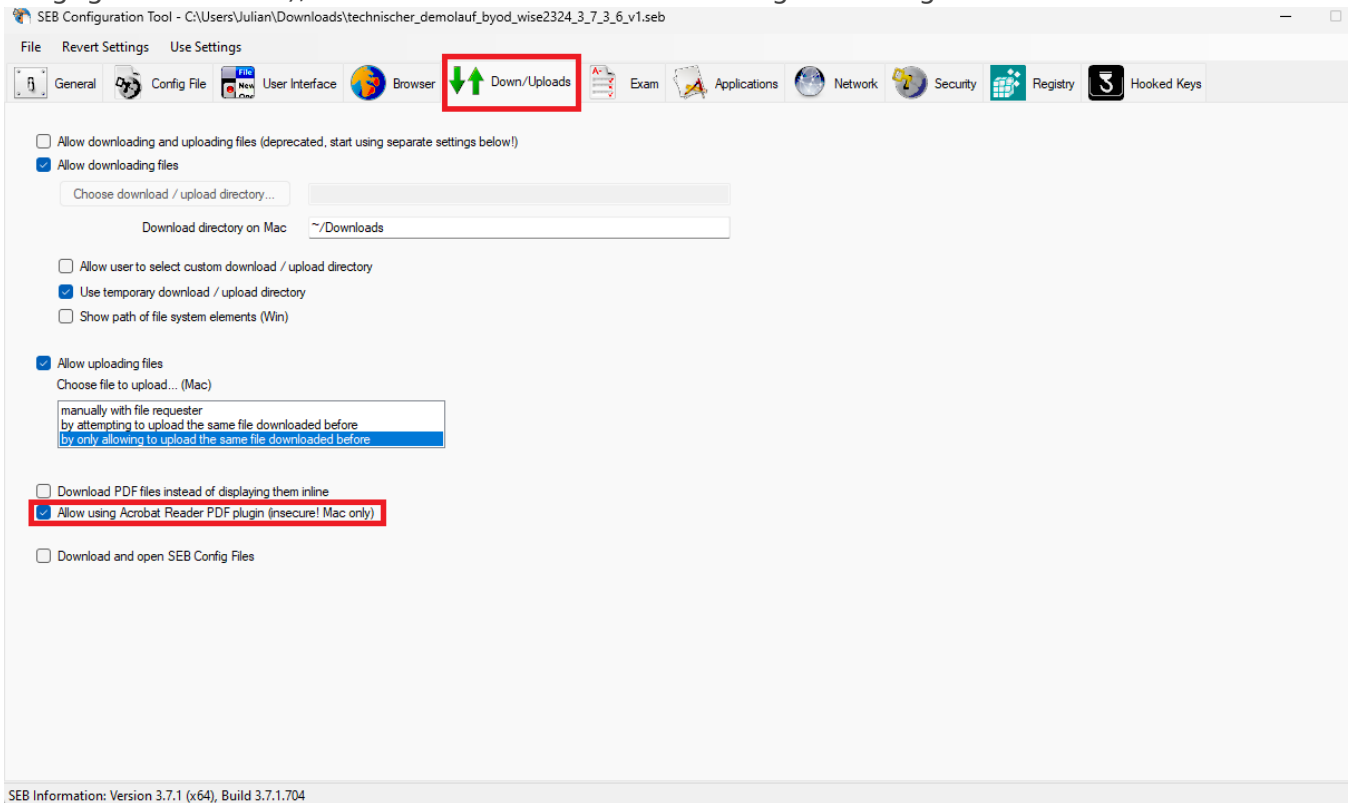 SEB Configuration Tool - C:\Users\Julian\Downloads\technischer_demolauf_byod_wise2324_3_7_3_6_v1.seb
File Revert Settings Use Settings
General Config File User Interface Browser Down/Uploads Exam Applications Network Security Registry Hooked Keys
Allow downloading and uploading files (deprecated, start using separate settings below!)
Allow downloading files
Choose download / upload directory...
Download directory on Mac ~/Downloads
Allow user to select custom download / upload directory
Use temporary download / upload directory
Show path of file system elements (Win)
Allow uploading files
Choose file to upload... (Mac)
manually with file requester
by attempting to upload the same file downloaded before
by only allowing to upload the same file downloaded before
Download PDF files instead of displaying them inline
Allow using Acrobat Reader PDF plugin (insecure! Mac only)
Download and open SEB Config Files
SEB Information: Version 3.7.1 (x64), Build 3.7.1.704